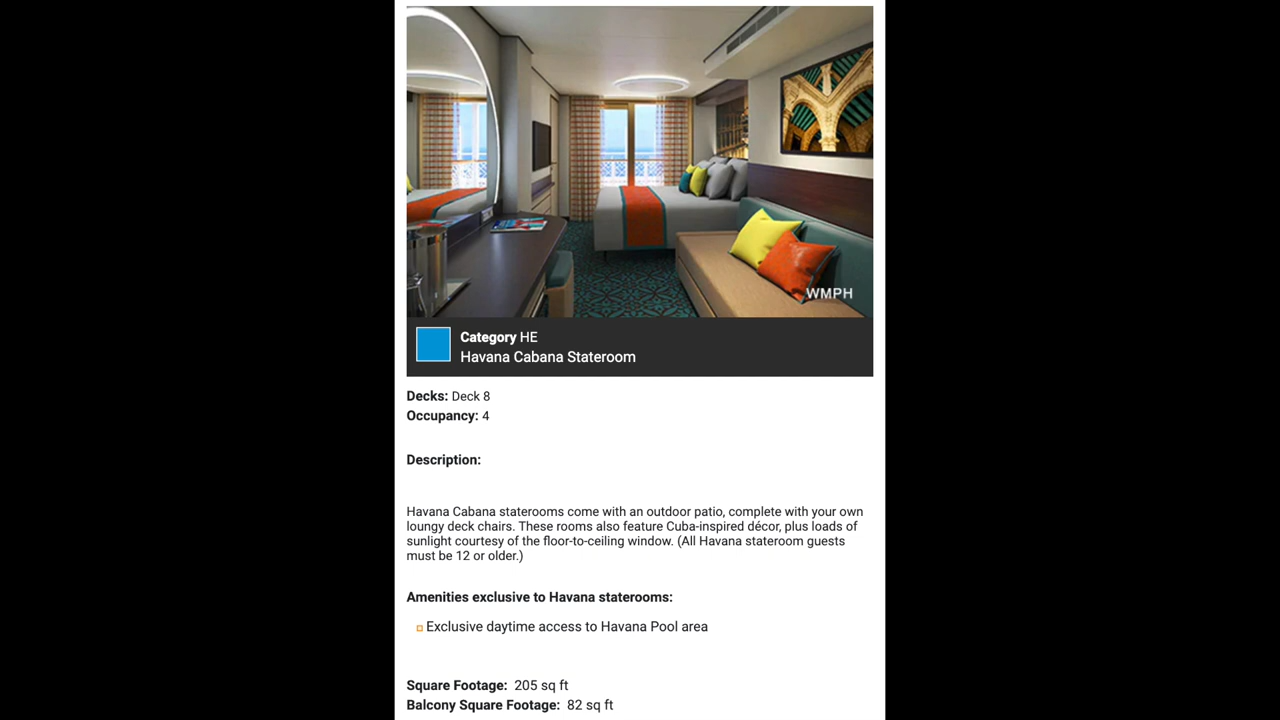 WMPH
Category HE
Havana Cabana Stateroom
Decks: Deck 8
Occupancy: 4
Description:
Havana Cabana staterooms come with an outdoor patio, complete with your own
loungy deck chairs. These rooms also feature Cuba-inspired décor, plus loads of
sunlight courtesy of the floor-to-ceiling window. (All Havana stateroom guests
must be 12 or older.)
Amenities exclusive to Havana staterooms:
Exclusive daytime access to Havana Pool area
Square Footage: 205 sq ft
Balcony Square Footage: 82 sq ft